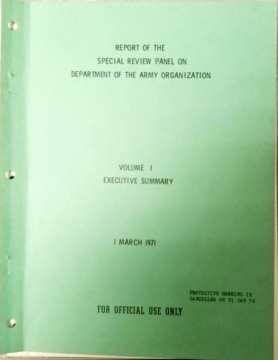 REPORT OF THE
SPECIAL REVIEW PANEL ON
DEPARTMENT OF THE ARMY ORGANIZATION
VOLUME I
EXECUTIVE SUMMARY
1 MARCH 1971
PROTECTIVE MARKING IS
CANCELLED ON 31 JAN 74
FOR OFFICIAL USE ONLY